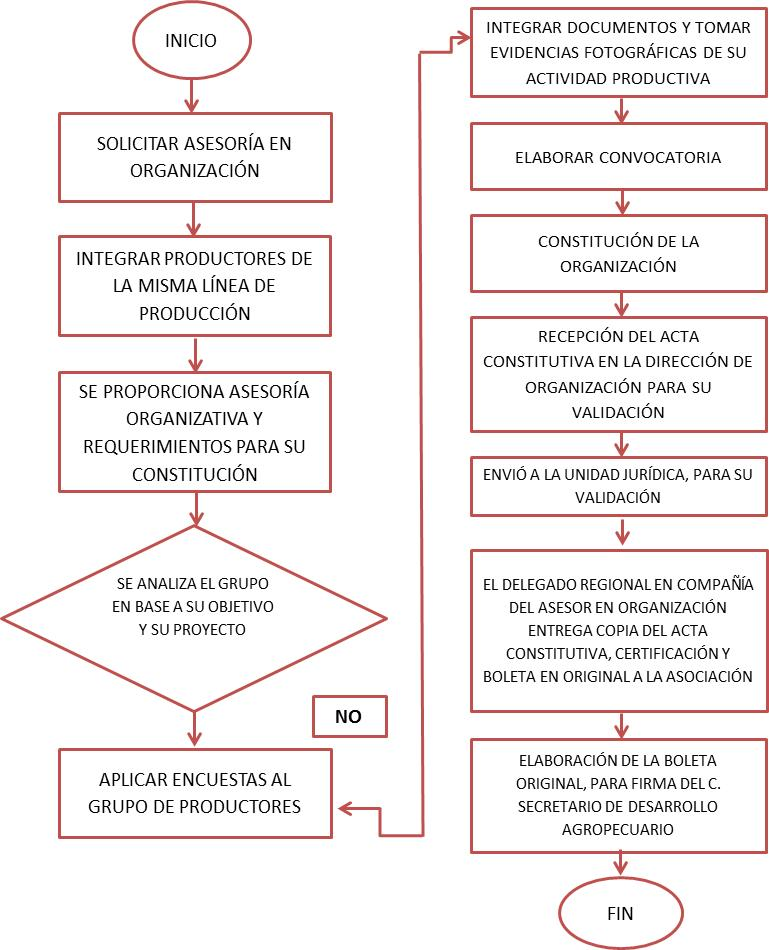 INICIO
SOLICITAR ASESORÍA EN
ORGANIZACIÓN
INTEGRAR PRODUCTORES DE
LA MISMA LÍNEA DE
PRODUCCIÓN
SE PROPORCIONA ASESORÍA
ORGANIZATIVA Y
REQUERIMIENTOS PARA SU
CONSTITUCIÓN
SE ANALIZA EL GRUPO
EN BASE A SU OBJETIVO
Y SU PROYECTO
NO
APLICAR ENCUESTAS AL
GRUPO DE PRODUCTORES
INTEGRAR DOCUMENTOS Y TOMAR
EVIDENCIAS FOTOGRÁFICAS DE SU
ACTIVIDAD PRODUCTIVA
ELABORAR CONVOCATORIA
CONSTITUCIÓN DE LA
ORGANIZACIÓN
RECEPCIÓN DEL ACTA
CONSTITUTIVA EN LA DIRECCIÓN DE
ORGANIZACIÓN PARA SU
VALIDACIÓN
ENVIÓ A LA UNIDAD JURÍDICA, PARA SU
VALIDACIÓN
EL DELEGADO REGIONAL EN COMPAÑÍA
DEL ASESOR EN ORGANIZACIÓN
ENTREGA COPIA DEL ACTA
CONSTITUTIVA, CERTIFICACIÓN Y
BOLETA EN ORIGINAL A LA ASOCIACIÓN
ELABORACIÓN DE LA BOLETA
ORIGINAL, PARA FIRMA DEL C.
SECRETARIO DE DESARROLLO
AGROPECUARIO
FIN